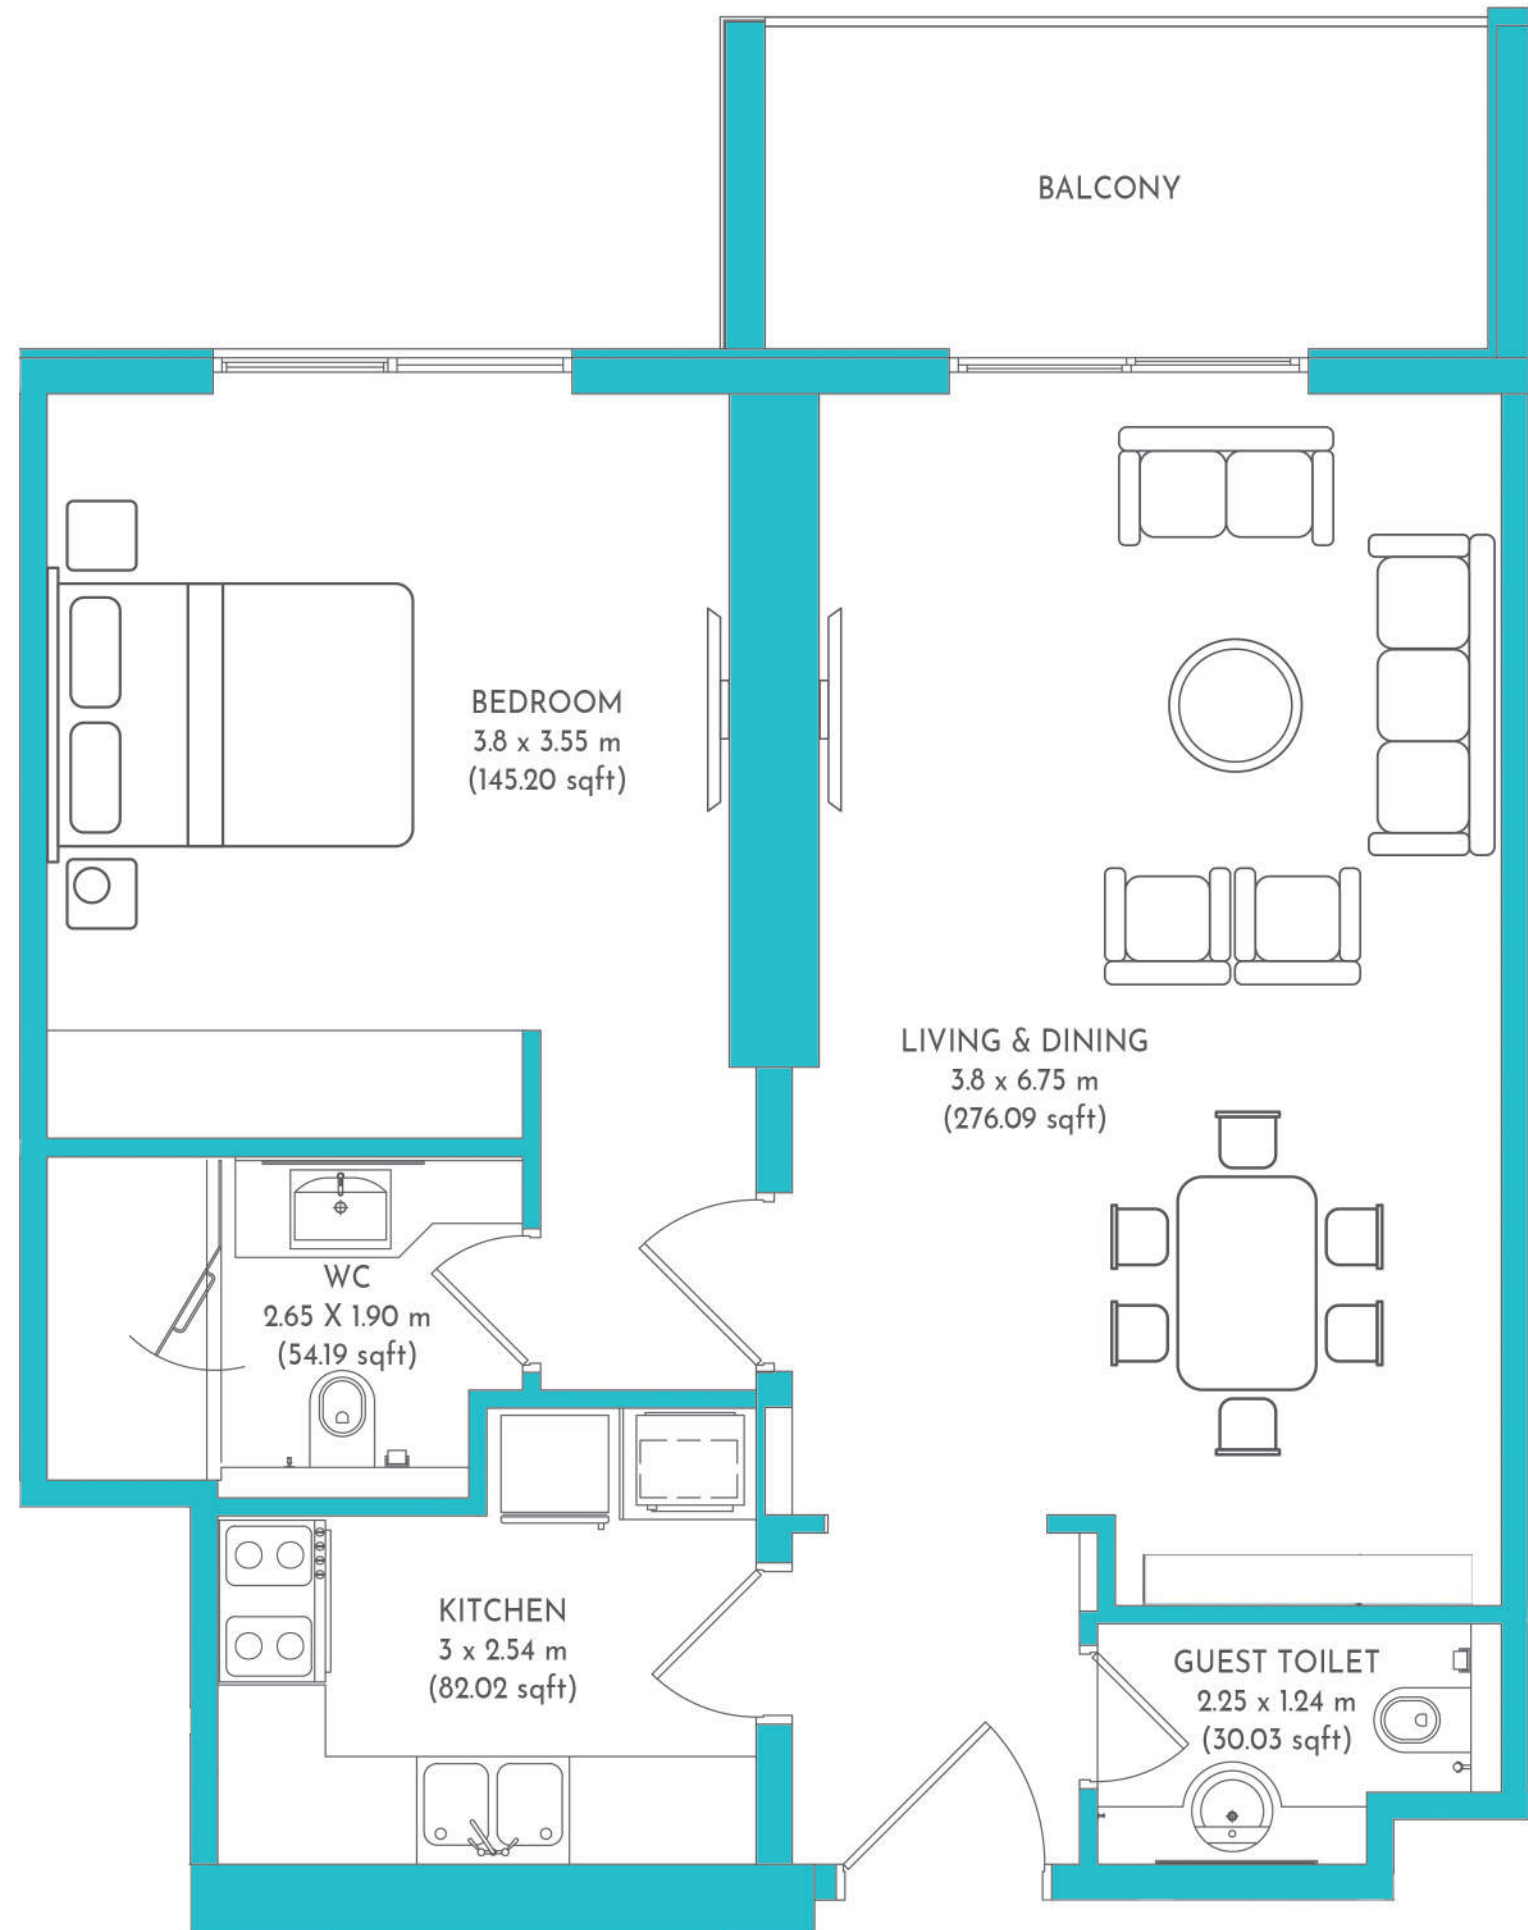 BALCONY
BEDROOM
3.8 x 3.55 m
(145.20 sqft)
LIVING & DINING
3.8 x 6.75 m
(276.09 sqft)
WC
2.65 X 1.90 m
(54.19 sqft)
KITCHEN
3 x 2.54 m
(82.02 sqft)
GUEST TOILET
2.25 x 1.24 m
(30.03 sqft)